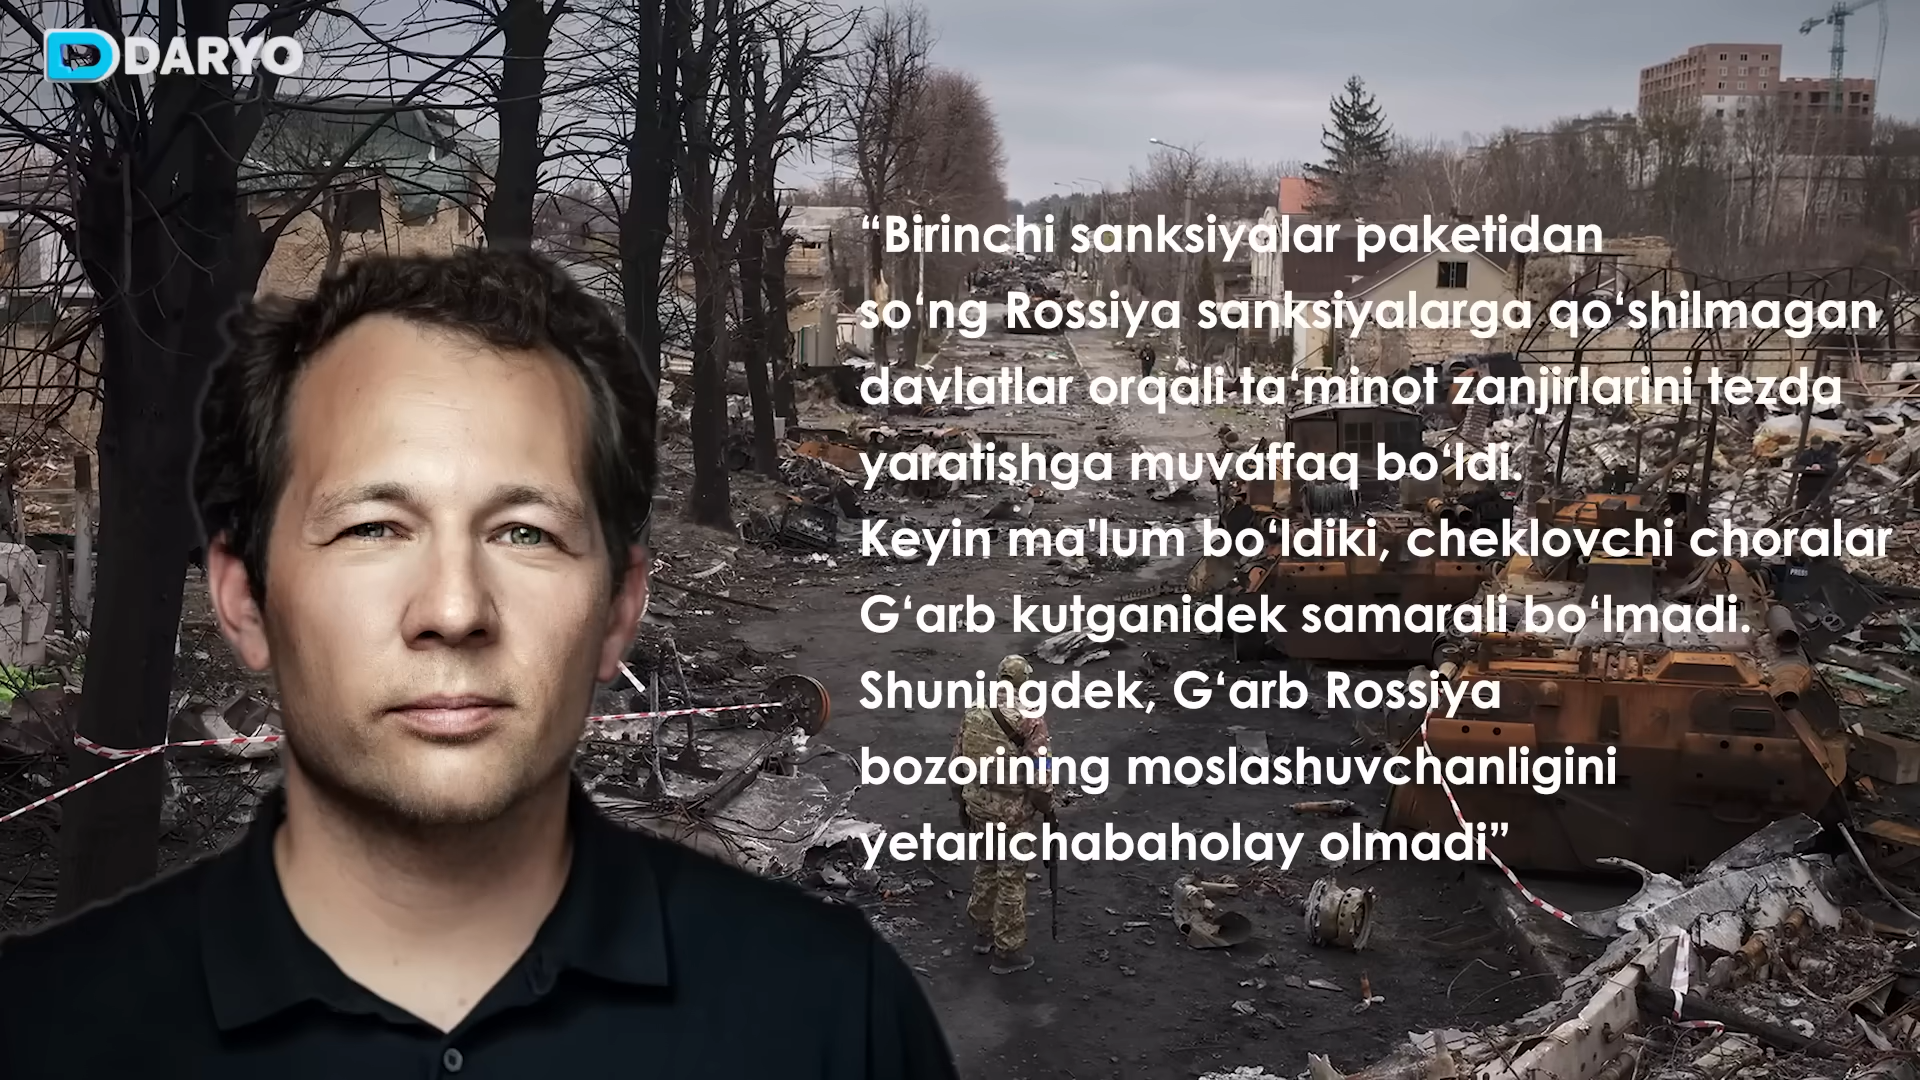 DARYO
“Birinchi sanksiyalar paketidan
so‘ng Rossiya sanksiyalarga qo‘shilmagan
davlatlar orqali ta‘minot zanjirlarini tezda
yaratishga muvaffaq bo‘ldi.
Keyin ma'lum bo‘ldiki, cheklovchi choralar
G‘arb kutganidek samarali bo‘lmadi.
Shuningdek, G‘arb Rossiya
bozorining moslashuvchanligini
yetarlichabaholay olmadi”
PRESS